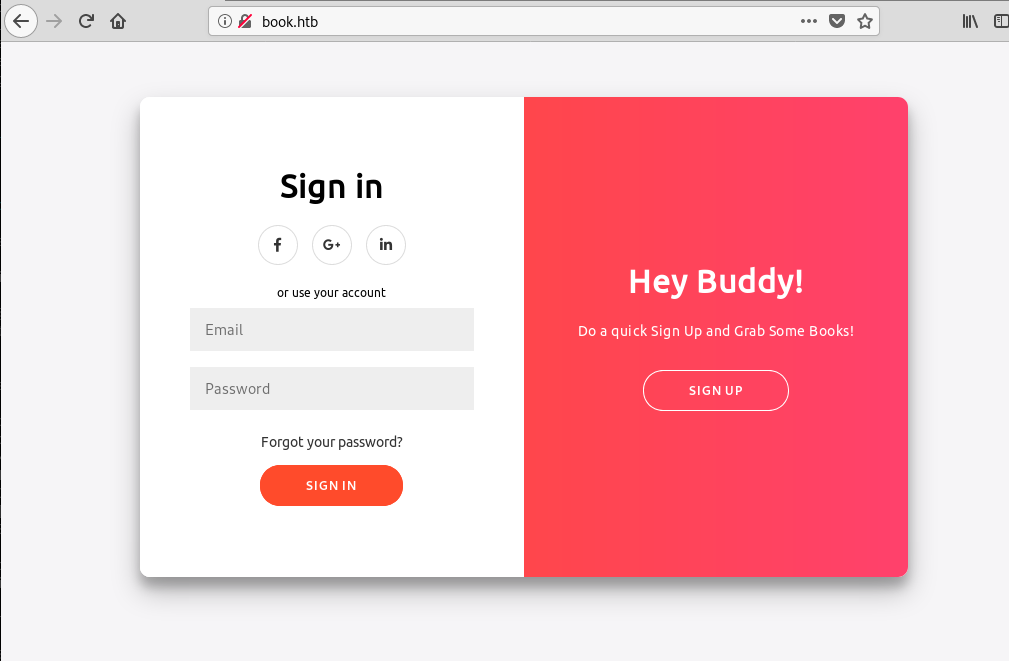 book.htb
Sign in
f G+ in
or use your account
Email
Password
Forgot your password?
SIGN IN
Hey Buddy!
Do a quick Sign Up and Grab Some Books!
SIGN UP